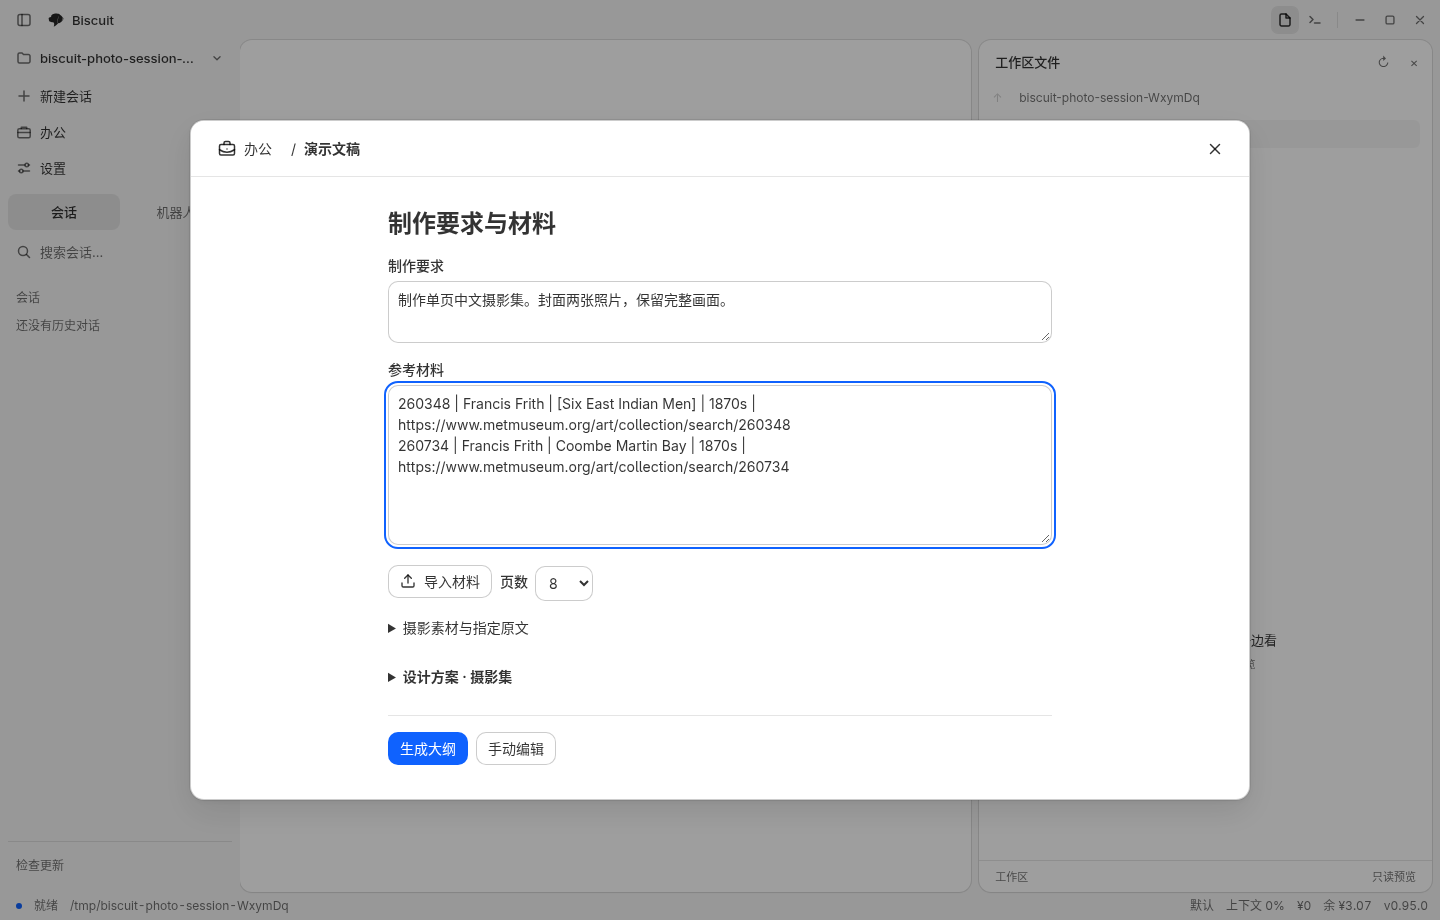 Biscuit
biscuit-photo-session-...
新建会话
办公
设置
会话
机器人
搜索会话...
会话
还没有历史对话
检查更新
就绪 /tmp/biscuit-photo-session-WxymDq
工作区文件
×
biscuit-photo-session-WxymDq
边看
览
工作区
只读预览
默认 上下文 0% ¥0 余 ¥3.07 v0.95.0
办公 / 演示文稿
制作要求与材料
制作要求
制作单页中文摄影集。封面两张照片，保留完整画面。
参考材料
260348 | Francis Frith | [Six East Indian Men] | 1870s |
https://www.metmuseum.org/art/collection/search/260348
260734 | Francis Frith | Coombe Martin Bay | 1870s |
https://www.metmuseum.org/art/collection/search/260734
导入材料 页数 8
摄影素材与指定原文
设计方案 · 摄影集
生成大纲 手动编辑